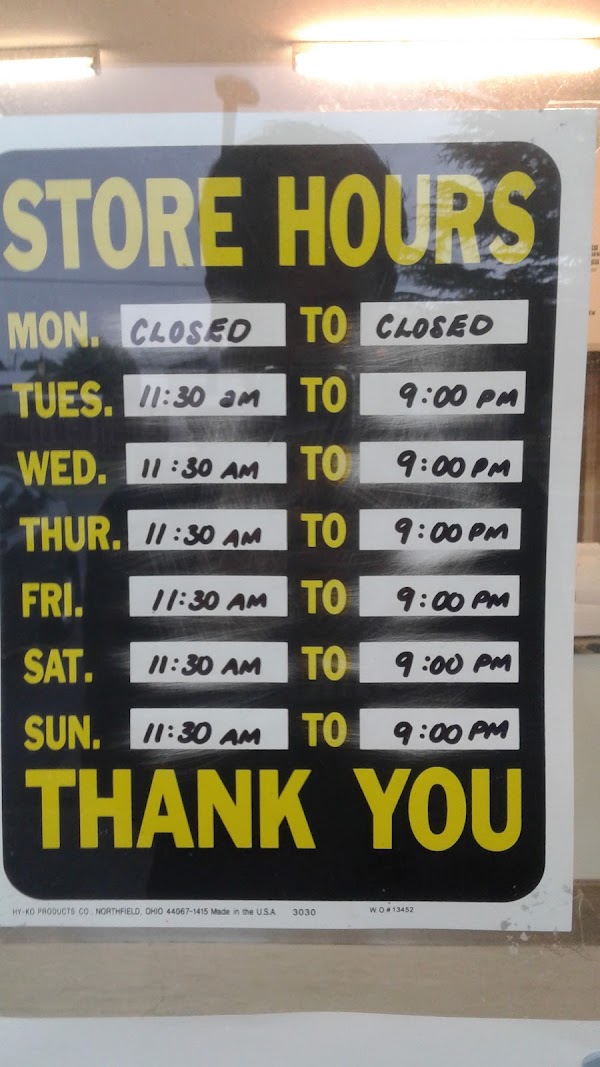 STORE HOURS
MON. CLOSED TO CLOSED
TUES. 11:30 am TO 9:00 PM
WED. 11:30 AM TO 9:00 PM
THUR. 11:30 AM TO 9:00 PM
FRI. 11:30 AM TO 9:00 PM
SAT. 11:30 AM TO 9:00 PM
SUN. 11:30 AM TO 9:00 PM
THANK YOU
HY-KO PRODUCTS CO., NORTHFIELD, OHIO 44067-1415 Made in the U.S.A. 3030 W.O.# 13452